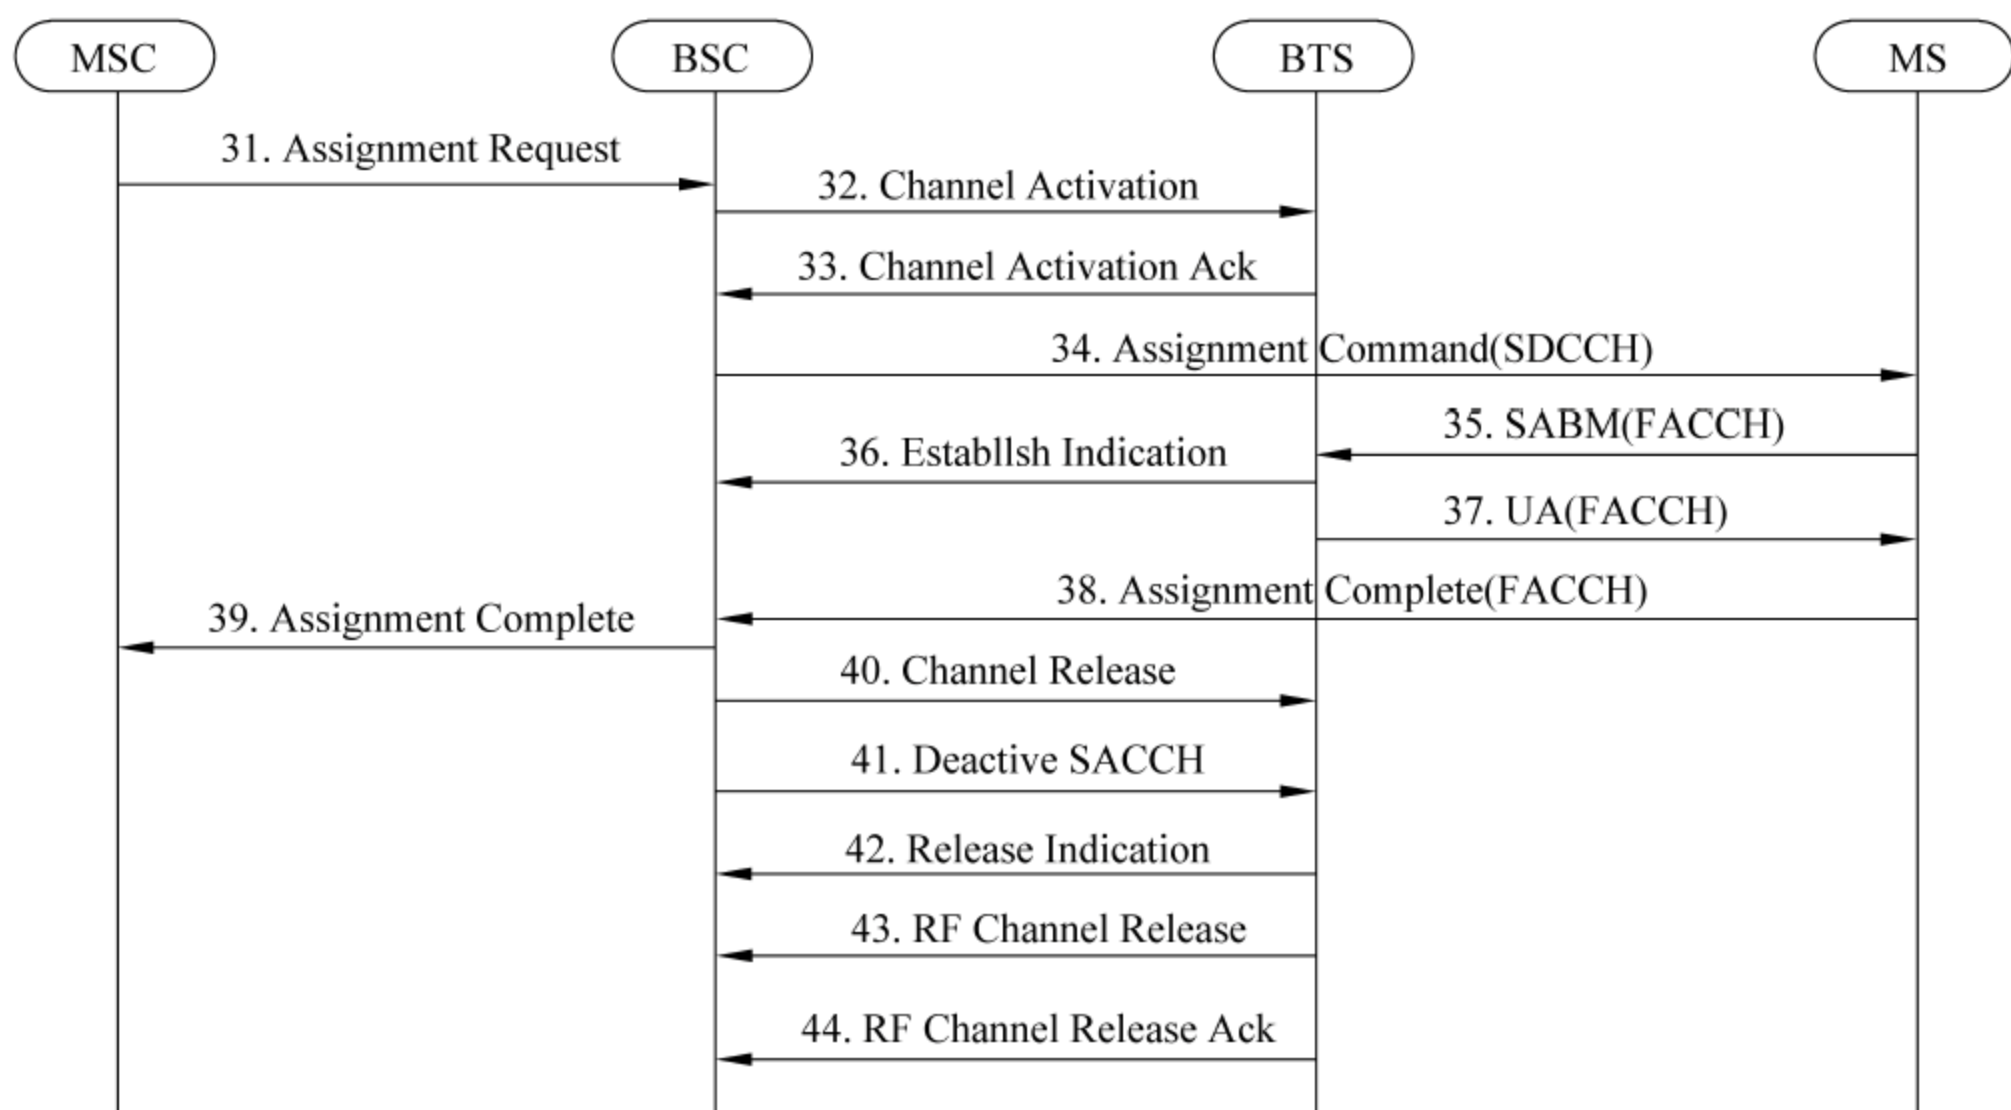 MSC
BSC
BTS
MS
31. Assignment Request
32. Channel Activation
33. Channel Activation Ack
34. Assignment Command(SDCCH)
35. SABM(FACCH)
36. Establlsh Indication
37. UA(FACCH)
38. Assignment Complete(FACCH)
39. Assignment Complete
40. Channel Release
41. Deactive SACCH
42. Release Indication
43. RF Channel Release
44. RF Channel Release Ack